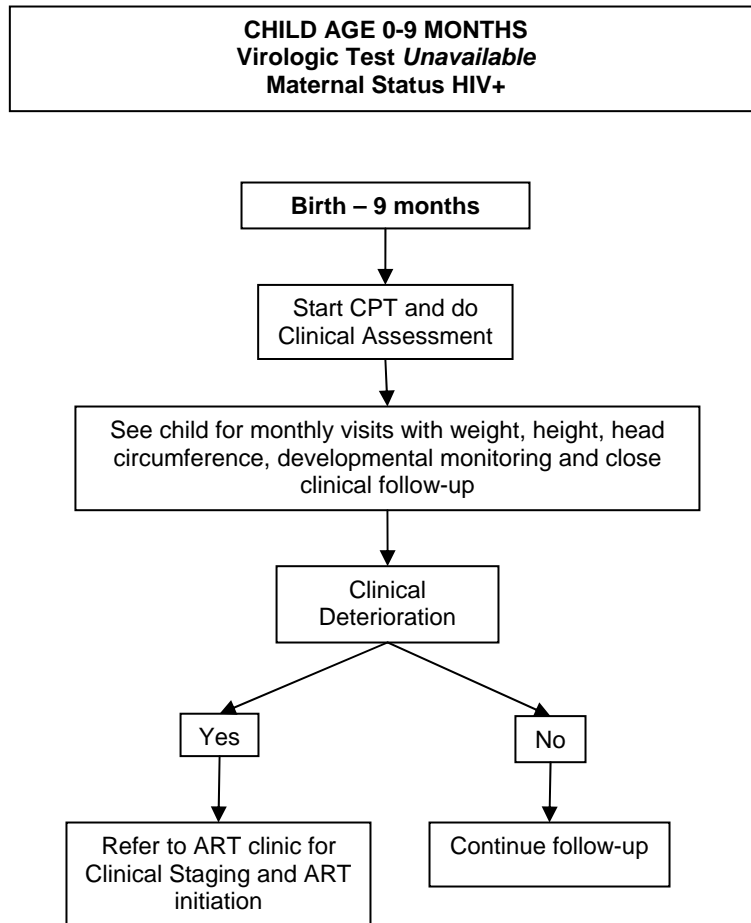 CHILD AGE 0-9 MONTHS
Virologic Test Unavailable
Maternal Status HIV+
Birth – 9 months
Start CPT and do
Clinical Assessment
See child for monthly visits with weight, height, head
circumference, developmental monitoring and close
clinical follow-up
Clinical
Deterioration
Yes
No
Refer to ART clinic for
Clinical Staging and ART
initiation
Continue follow-up